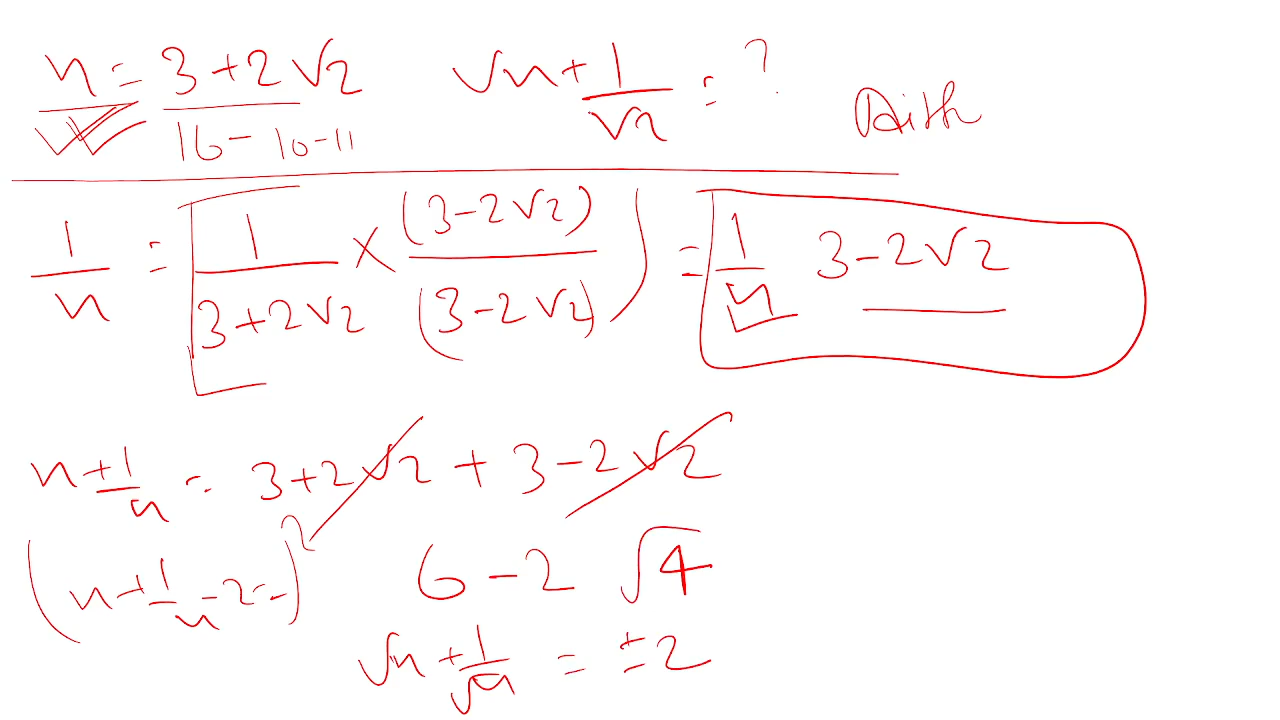 n = 3 + 2√2    √n + 1/√n = ?
16 - 10-11
1/n = [1/(3+2√2) × (3-2√2)/(3-2√2)) = 1/n 3-2√2
n + 1/n = 3+2√2 + 3-2√2
(n + 1/n - 2 =)² 6 - 2 √4
√n + 1/√n = ±2